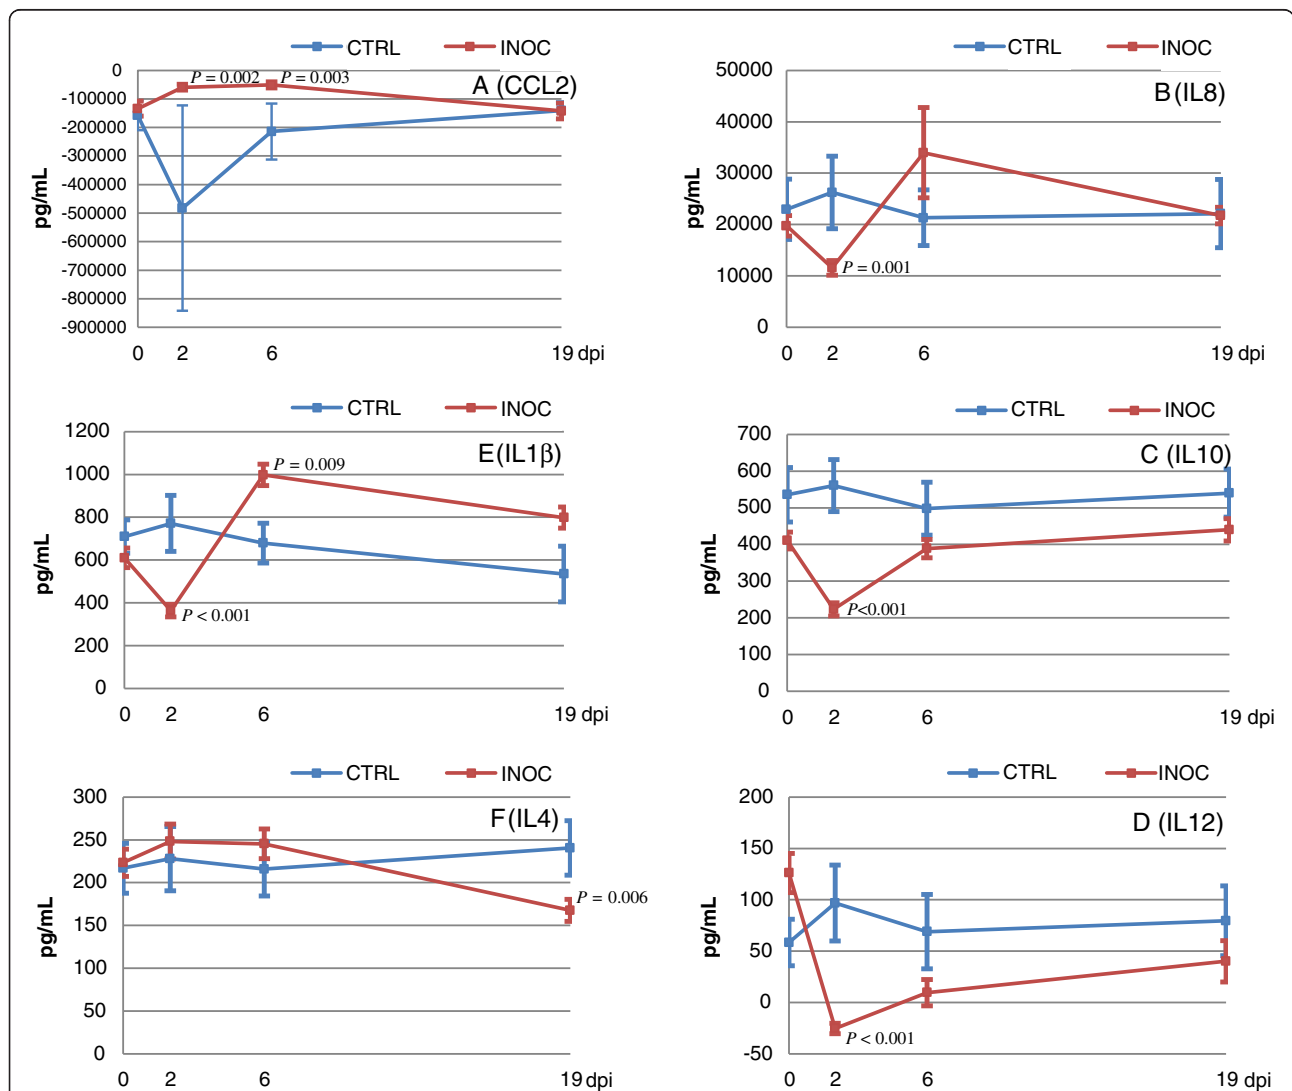 CTRL INOC
A (CCL2)
pg/mL
0
-100000
-200000
-300000
-400000
-500000
-600000
-700000
-800000
-900000
P = 0.002 P = 0.003
0 2 6 19 dpi
CTRL INOC
B (IL8)
pg/mL
50000
40000
30000
20000
10000
0
P = 0.001
0 2 6 19 dpi
CTRL INOC
E(IL1β)
pg/mL
1200
1000
800
600
400
200
0
P = 0.009
P < 0.001
0 2 6 19 dpi
CTRL INOC
C (IL10)
pg/mL
700
600
500
400
300
200
100
0
P<0.001
0 2 6 19 dpi
CTRL INOC
F(IL4)
pg/mL
300
250
200
150
100
50
0
P = 0.006
0 2 6 19 dpi
CTRL INOC
D (IL12)
pg/mL
200
150
100
50
0
-50
P < 0.001
0 2 6 19 dpi